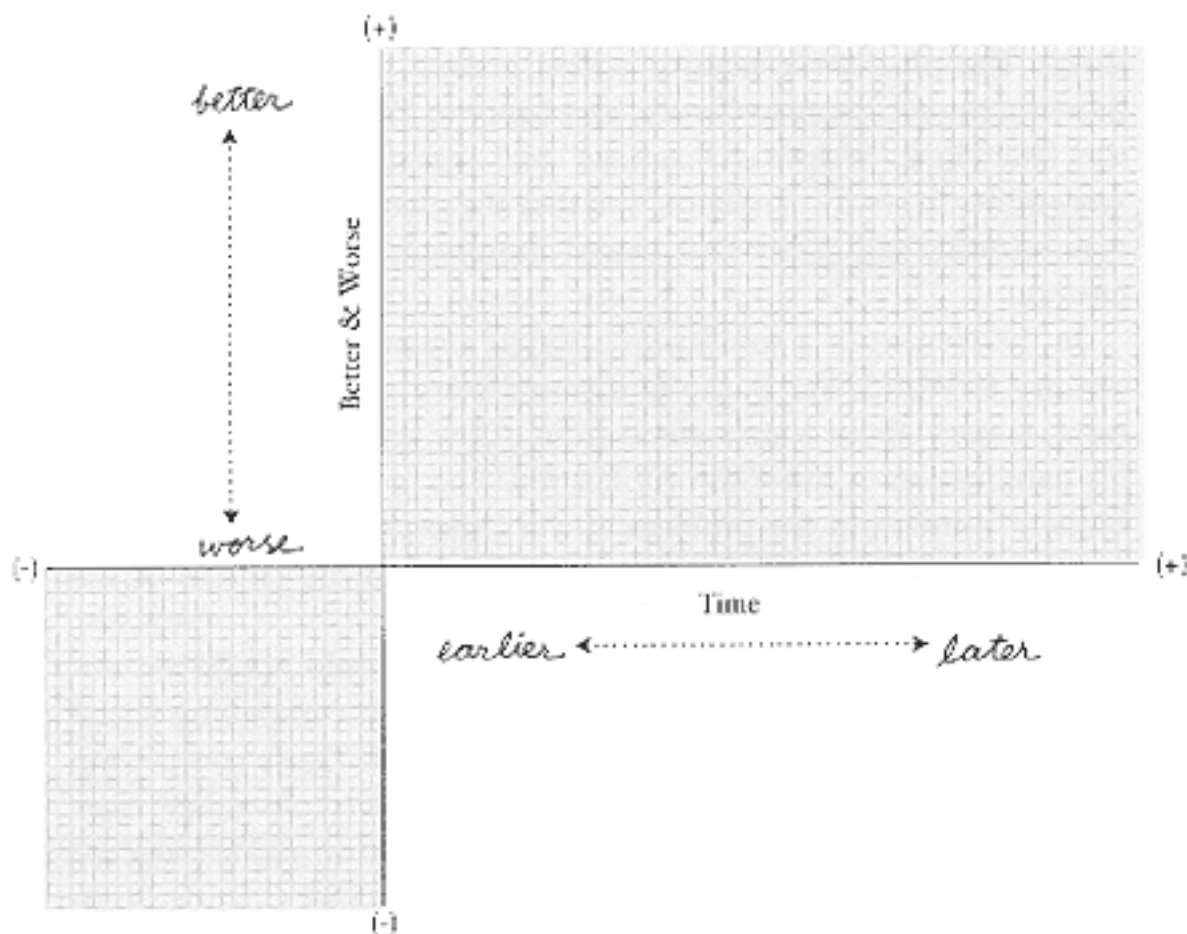 (+)
better
Better & Worse
worse
(-)
(+)
Time
earlier
later
(-)